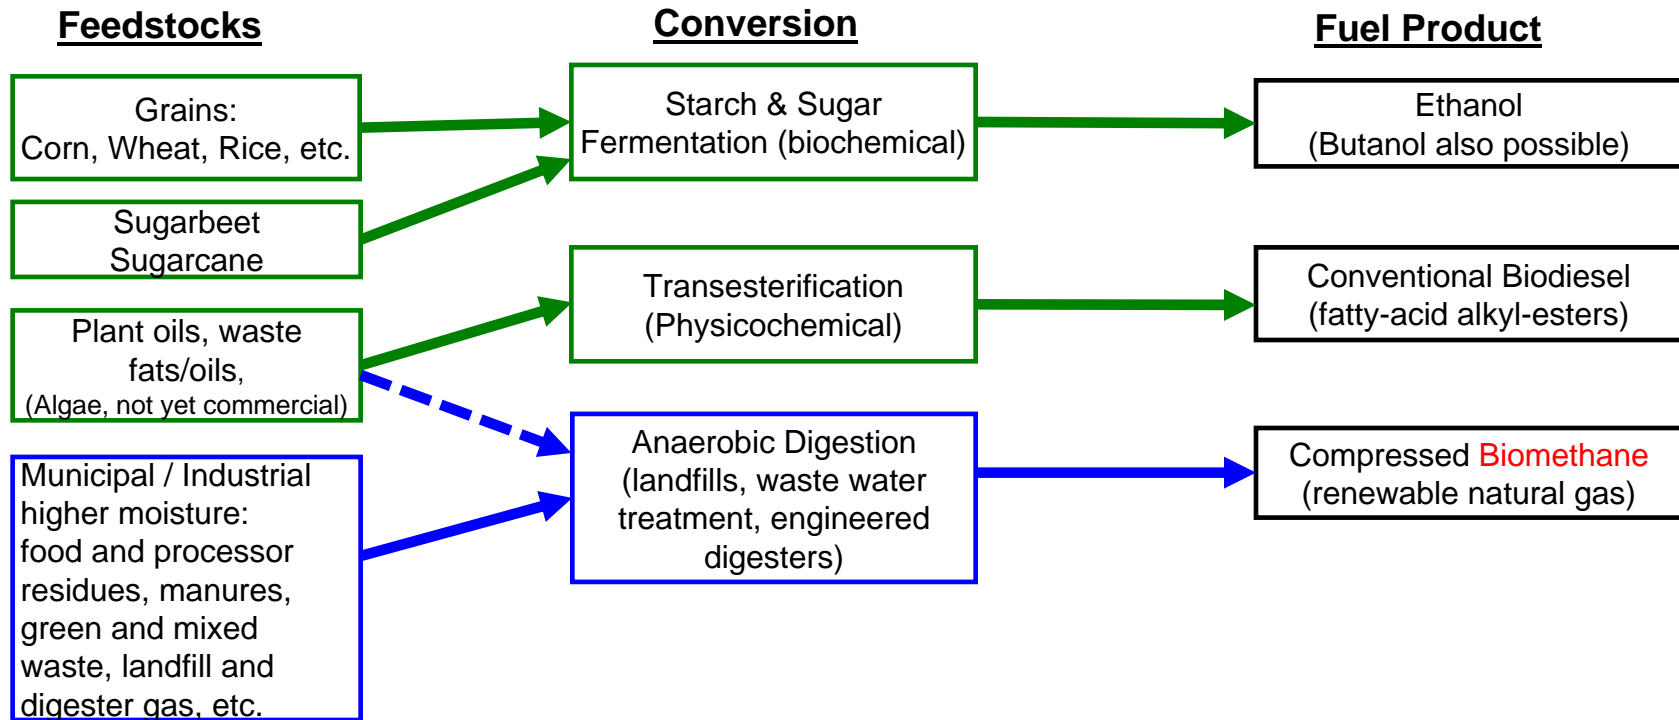 Feedstocks
Conversion
Fuel Product
Grains:
Corn, Wheat, Rice, etc.
Starch & Sugar
Fermentation (biochemical)
Ethanol
(Butanol also possible)
Sugarbeet
Sugarcane
Plant oils, waste
fats/oils,
(Algae, not yet commercial)
Transesterification
(Physicochemical)
Conventional Biodiesel
(fatty-acid alkyl-esters)
Municipal / Industrial
higher moisture:
food and processor
residues, manures,
green and mixed
waste, landfill and
digester gas, etc.
Anaerobic Digestion
(landfills, waste water
treatment, engineered
digesters)
Compressed Biomethane
(renewable natural gas)